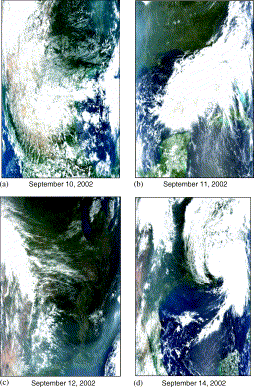 (a) September 10, 2002
(b) September 11, 2002
(c) September 12, 2002
(d) September 14, 2002